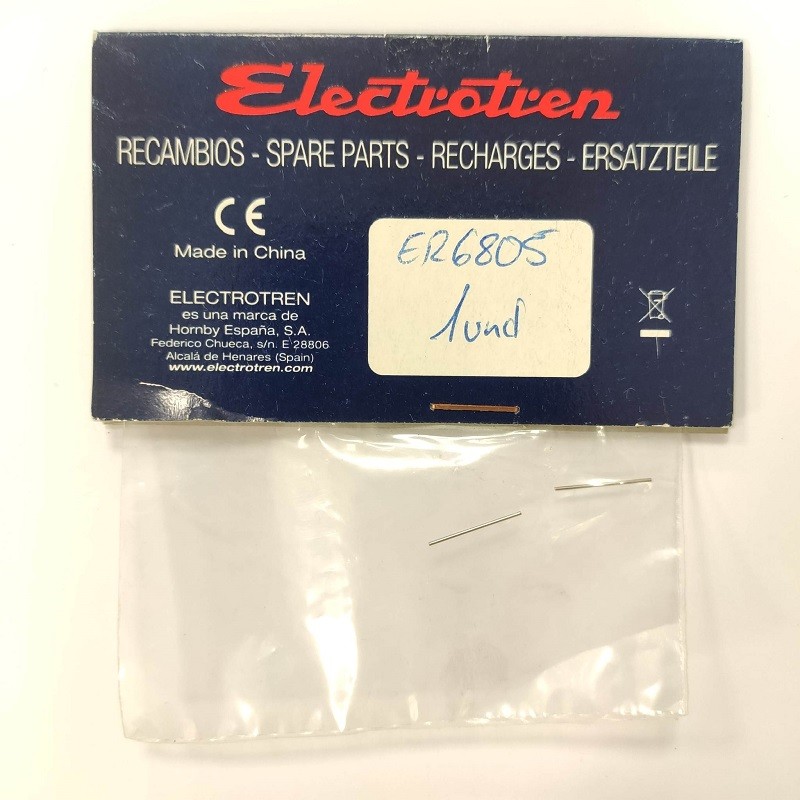 Electrotren
RECAMBIOS - SPARE PARTS - RECHARGES - ERSATZTEILE
CE
Made in China
ELECTROTREN
es una marca de
Hornby España, S.A.
Federico Chueca, s/n. E 28806
Alcalá de Henares (Spain)
www.electrotren.com
ER6805
1und